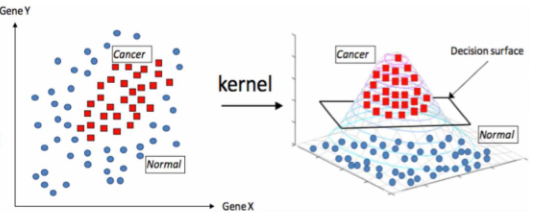 Gene Y
Cancer
Normal
Gene X
kernel
Cancer
Decision surface
Normal